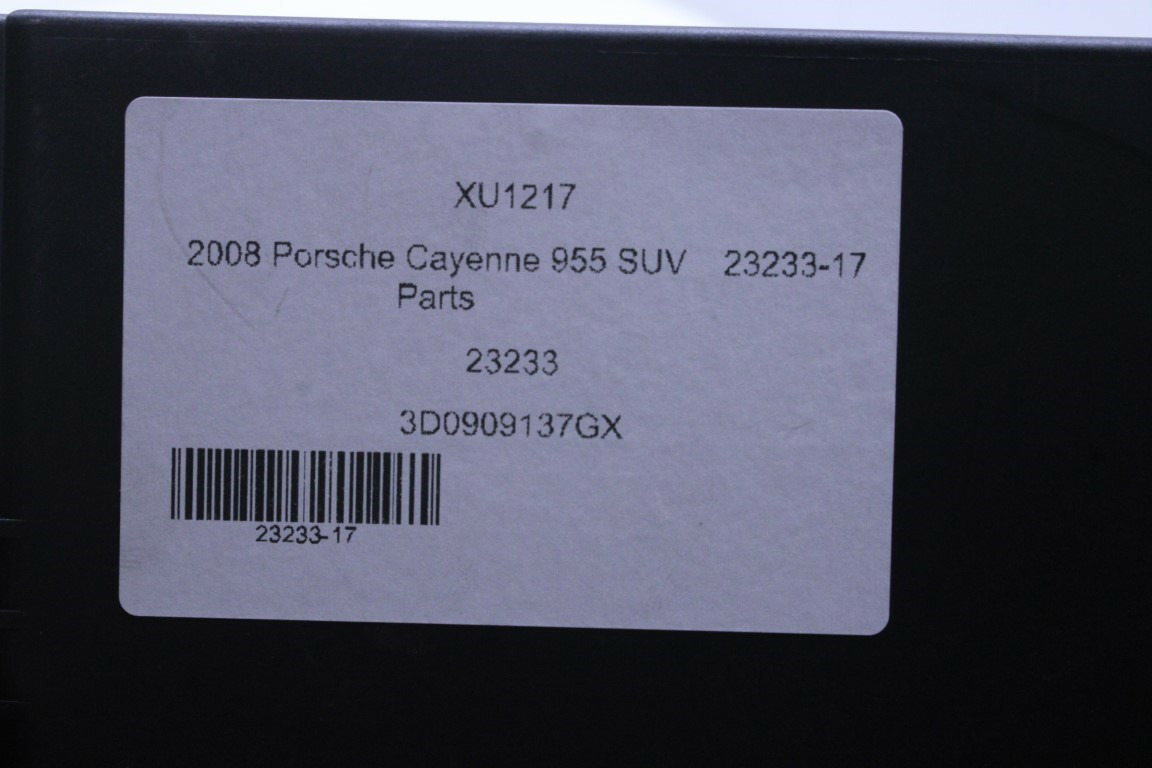 XU1217
2008 Porsche Cayenne 955 SUV 23233-17
Parts
23233
3D0909137GX
23233-17